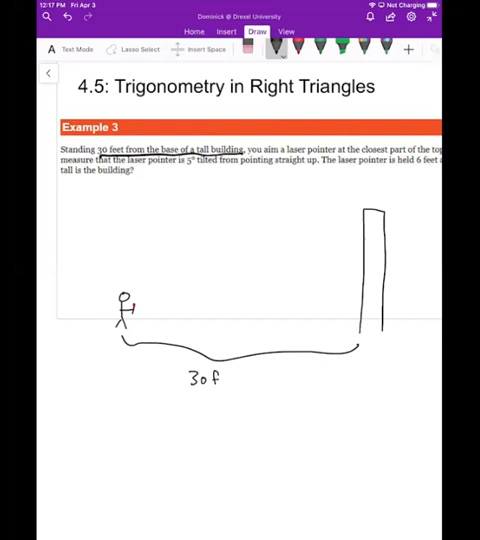 12:17 PM Fri Apr 3
Not Charging
Dominick @ Drexel University
Home Insert Draw View
A Text Mode Lasso Select Insert Space
4.5: Trigonometry in Right Triangles
Example 3
Standing 30 feet from the base of a tall building, you aim a laser pointer at the closest part of the top
measure that the laser pointer is 5° tilted from pointing straight up. The laser pointer is held 6 feet a
tall is the building?
30 f